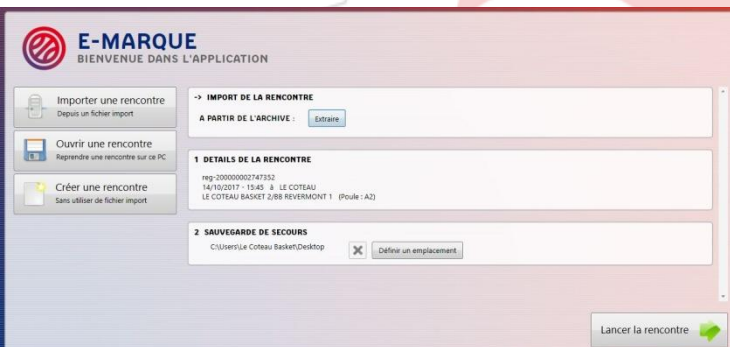 E-MARQUE
BIENVENUE DANS L'APPLICATION
Importer une rencontre
Depuis un fichier import
Ouvrir une rencontre
Reprendre une rencontre sur ce PC
Créer une rencontre
Sans utiliser de fichier import
-> IMPORT DE LA RENCONTRE
A PARTIR DE L'ARCHIVE : Extraire
1 DETAILS DE LA RENCONTRE
reg-200000002747352
14/10/2017 - 15:45 à LE COTEAU
LE COTEAU BASKET 2/BB REVERMONT 1 (Poule : A2)
2 SAUVEGARDE DE SECOURS
C:\Users\Le Coteau Basket\Desktop Définir un emplacement
Lancer la rencontre